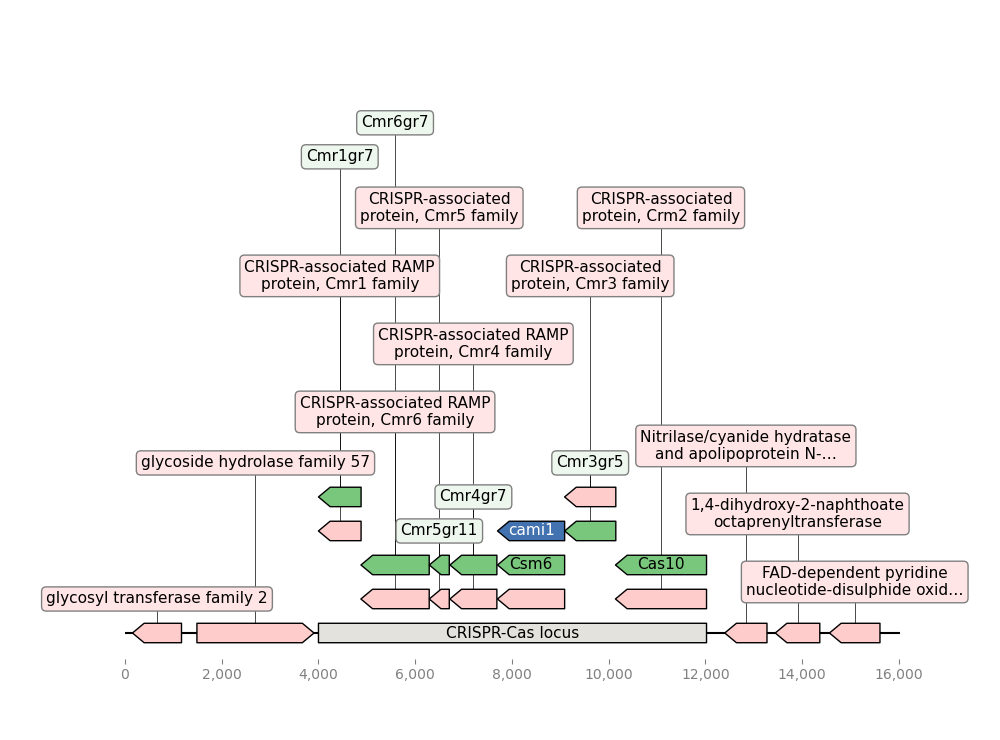 Cmr6gr7
Cmr1gr7
CRISPR-associated
protein, Cmr5 family
CRISPR-associated
protein, Crm2 family
CRISPR-associated RAMP
protein, Cmr1 family
CRISPR-associated
protein, Cmr3 family
CRISPR-associated RAMP
protein, Cmr4 family
CRISPR-associated RAMP
protein, Cmr6 family
Nitrilase/cyanide hydratase
and apolipoprotein N-...
glycoside hydrolase family 57
Cmr3gr5
Cmr4gr7
1,4-dihydroxy-2-naphthoate
octaprenyltransferase
Cmr5gr11
cami1
Csm6
Cas10
FAD-dependent pyridine
nucleotide-disulphide oxid...
glycosyl transferase family 2
CRISPR-Cas locus
0
2,000
4,000
6,000
8,000
10,000
12,000
14,000
16,000